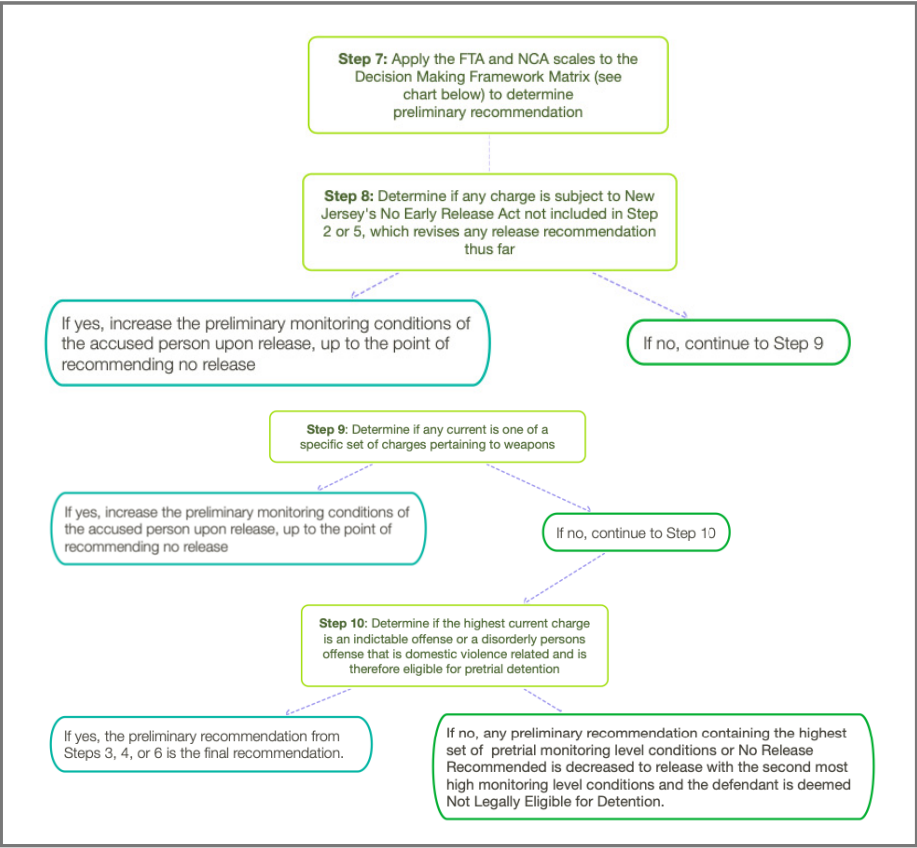 Step 7: Apply the FTA and NCA scales to the
Decision Making Framework Matrix (see
chart below) to determine
preliminary recommendation
Step 8: Determine if any charge is subject to New
Jersey's No Early Release Act not included in Step
2 or 5, which revises any release recommendation
thus far
If yes, increase the preliminary monitoring conditions of
the accused person upon release, up to the point of
recommending no release
If no, continue to Step 9
Step 9: Determine if any current is one of a
specific set of charges pertaining to weapons
If yes, increase the preliminary monitoring conditions of
the accused person upon release, up to the point of
recommending no release
If no, continue to Step 10
Step 10: Determine if the highest current charge
is an indictable offense or a disorderly persons
offense that is domestic violence related and is
therefore eligible for pretrial detention
If yes, the preliminary recommendation from
Steps 3, 4, or 6 is the final recommendation.
If no, any preliminary recommendation containing the highest
set of pretrial monitoring level conditions or No Release
Recommended is decreased to release with the second most
high monitoring level conditions and the defendant is deemed
Not Legally Eligible for Detention.